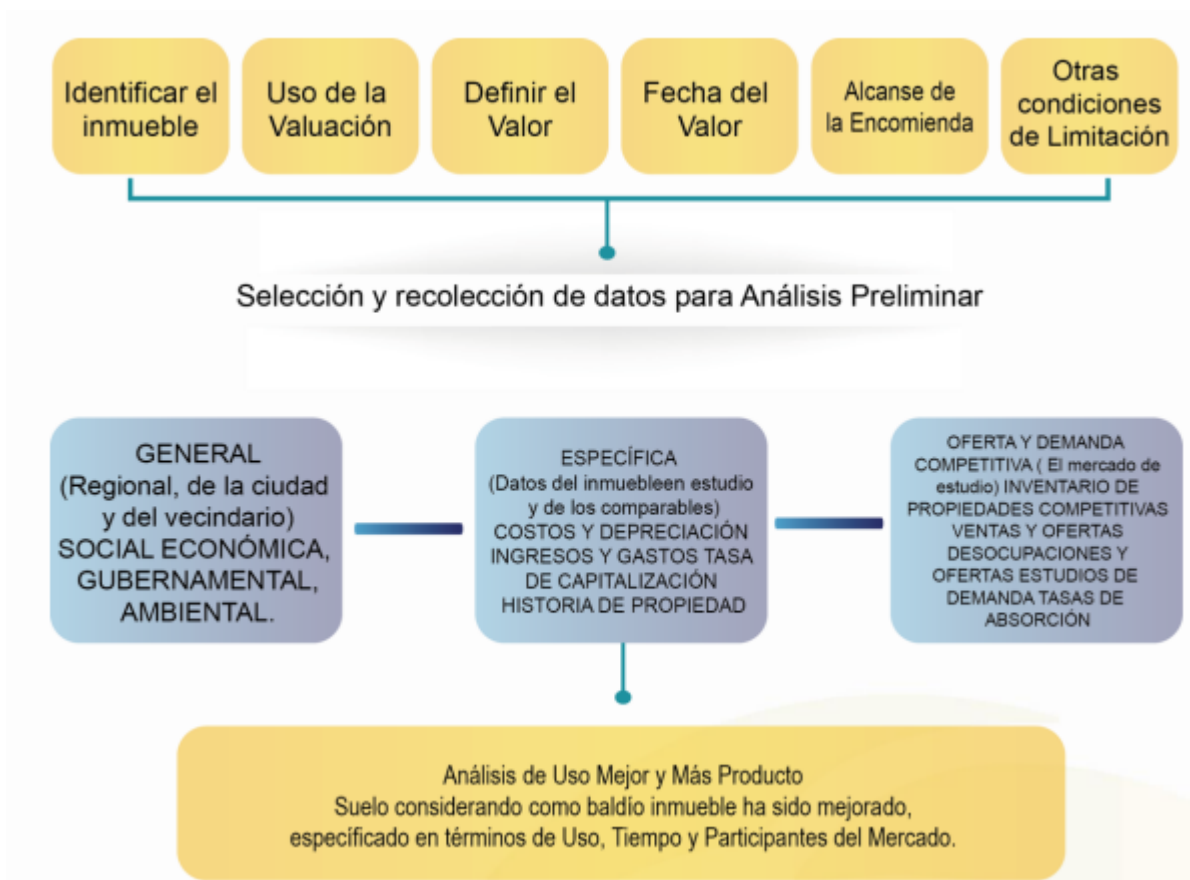 Identificar el
inmueble
Uso de la
Valuación
Definir el
Valor
Fecha del
Valor
Alcanse de
la Encomienda
Otras
condiciones
de Limitación
Selección y recolección de datos para Análisis Preliminar
GENERAL
(Regional, de la ciudad
y del vecindario)
SOCIAL ECONÓMICA,
GUBERNAMENTAL,
AMBIENTAL.
ESPECÍFICA
(Datos del inmuebleen estudio
y de los comparables)
COSTOS Y DEPRECIACIÓN
INGRESOS Y GASTOS TASA
DE CAPITALIZACIÓN
HISTORIA DE PROPIEDAD
OFERTA Y DEMANDA
COMPETITIVA ( El mercado de
estudio) INVENTARIO DE
PROPIEDADES COMPETITIVAS
VENTAS Y OFERTAS
DESOCUPACIONES Y
OFERTAS ESTUDIOS DE
DEMANDA TASAS DE
ABSORCIÓN
Análisis de Uso Mejor y Más Producto
Suelo considerando como baldío inmueble ha sido mejorado,
específicado en términos de Uso, Tiempo y Participantes del Mercado.